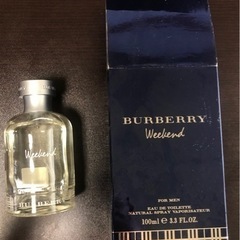 Weekend
BURBERRY
Weekend
FOR MEN
EAU DE TOILETTE
NATURAL SPRAY VAPORISATEUR
100ml e 3.3 FL.OZ.